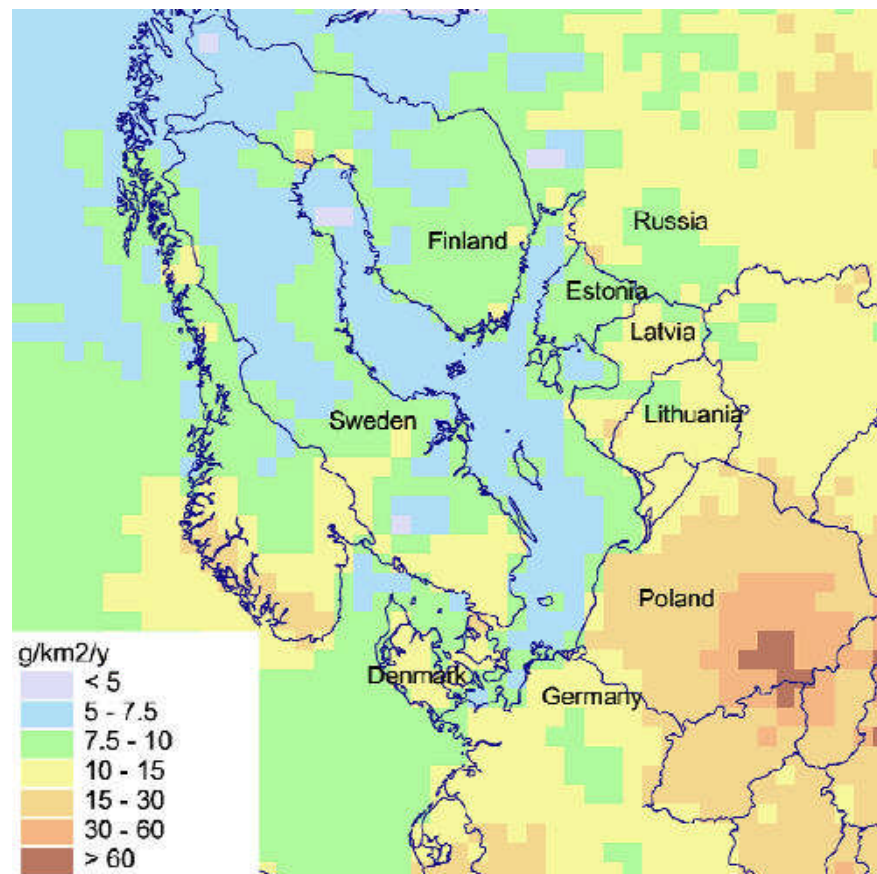 Finland
Russia
Estonia
Latvia
Lithuania
Sweden
Poland
Denmark
Germany
g/km2/y
< 5
5 - 7.5
7.5 - 10
10 - 15
15 - 30
30 - 60
> 60